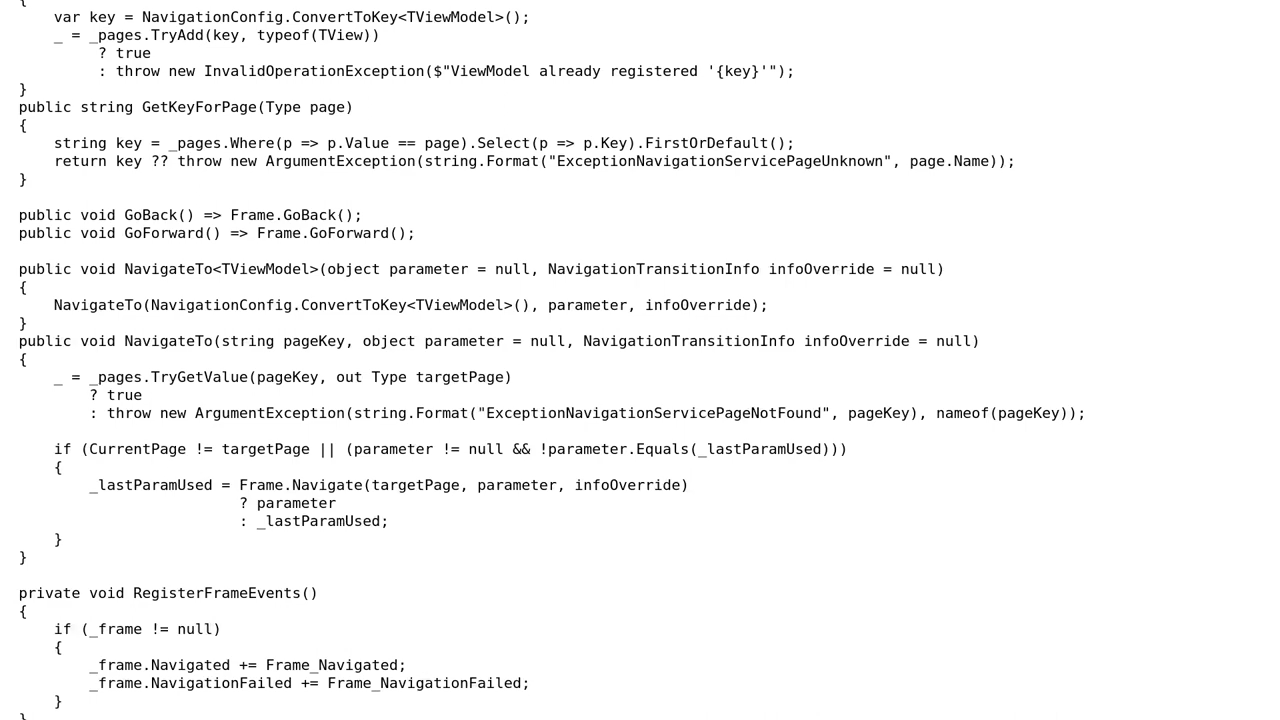 {
    var key = NavigationConfig.ConvertToKey<TViewModel>();
    _ = _pages.TryAdd(key, typeof(TView))
         ? true
         : throw new InvalidOperationException($"ViewModel already registered '{key}'");
}
public string GetKeyForPage(Type page)
{
    string key = _pages.Where(p => p.Value == page).Select(p => p.Key).FirstOrDefault();
    return key ?? throw new ArgumentException(string.Format("ExceptionNavigationServicePageUnknown", page.Name));
}

public void GoBack() => Frame.GoBack();
public void GoForward() => Frame.GoForward();

public void NavigateTo<TViewModel>(object parameter = null, NavigationTransitionInfo infoOverride = null)
{
    NavigateTo(NavigationConfig.ConvertToKey<TViewModel>(), parameter, infoOverride);
}
public void NavigateTo(string pageKey, object parameter = null, NavigationTransitionInfo infoOverride = null)
{
    _ = _pages.TryGetValue(pageKey, out Type targetPage)
        ? true
        : throw new ArgumentException(string.Format("ExceptionNavigationServicePageNotFound", pageKey), nameof(pageKey));

    if (CurrentPage != targetPage || (parameter != null && !parameter.Equals(_lastParamUsed)))
    {
        _lastParamUsed = Frame.Navigate(targetPage, parameter, infoOverride)
                         ? parameter
                         : _lastParamUsed;
    }
}

private void RegisterFrameEvents()
{
    if (_frame != null)
    {
        _frame.Navigated += Frame_Navigated;
        _frame.NavigationFailed += Frame_NavigationFailed;
    }
}